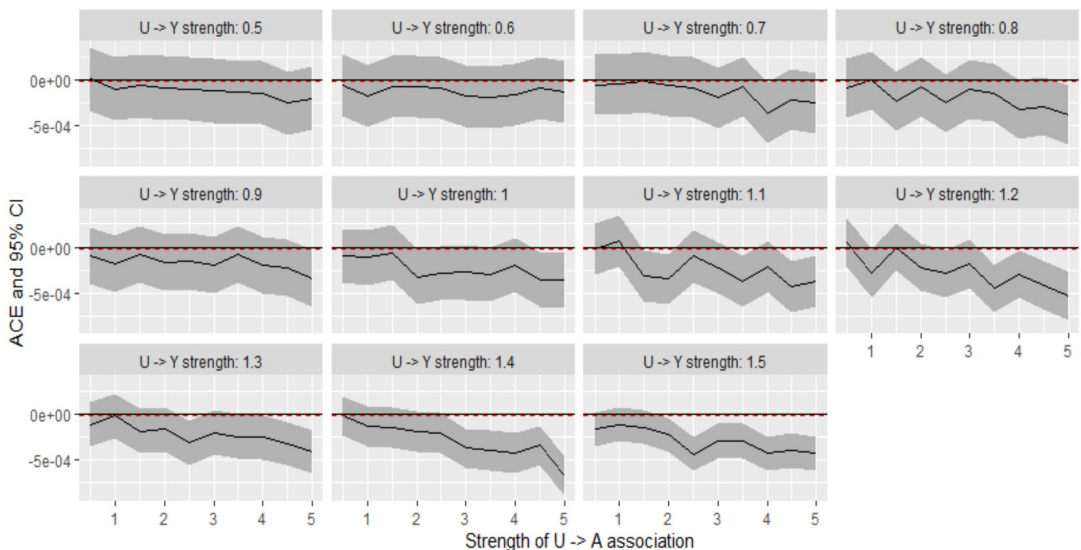 U -> Y strength: 0.5
U -> Y strength: 0.6
U -> Y strength: 0.7
U -> Y strength: 0.8
0e+00
-5e-04
U -> Y strength: 0.9
U -> Y strength: 1
U -> Y strength: 1.1
U -> Y strength: 1.2
0e+00
-5e-04
1 2 3 4 5
U -> Y strength: 1.3
U -> Y strength: 1.4
U -> Y strength: 1.5
0e+00
-5e-04
1 2 3 4 5
1 2 3 4 5
1 2 3 4 5
Strength of U -> A association
ACE and 95% CI